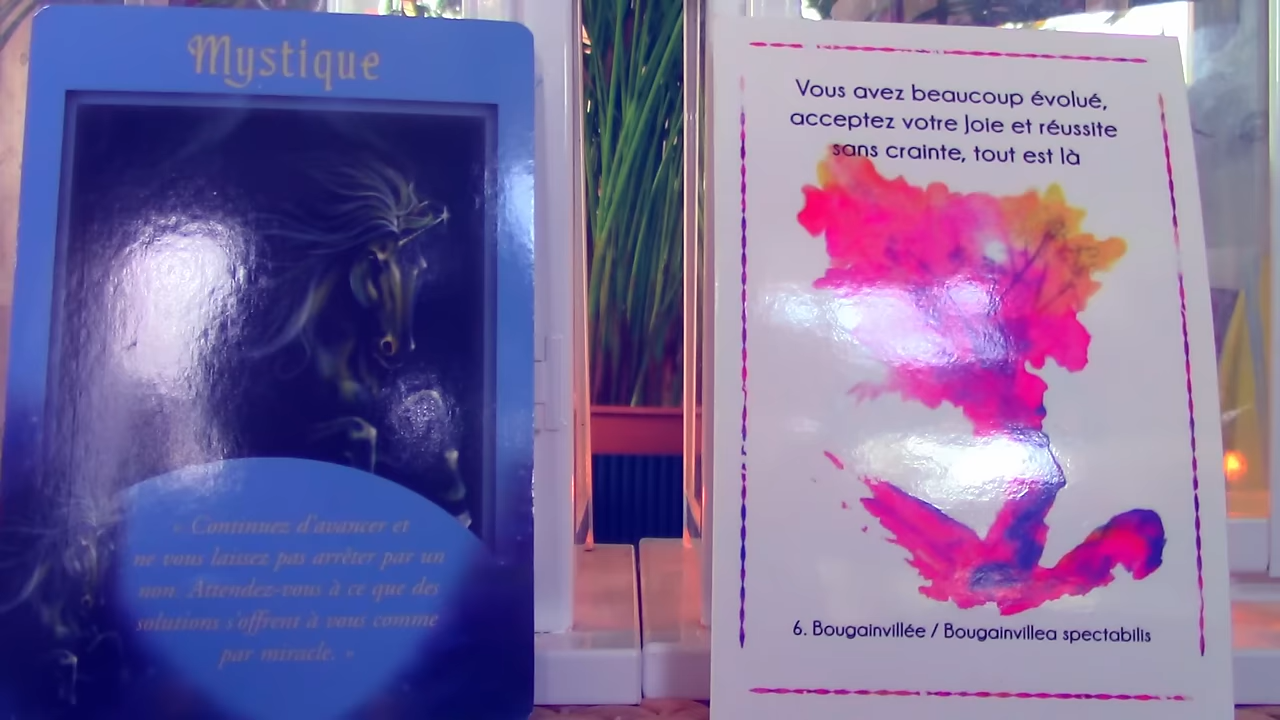 Mystique
« Continuez d'avancer et
ne vous laissez pas arrêter par un
non. Attendez-vous à ce que des
solutions s'offrent à vous comme
par miracle. »
Vous avez beaucoup évolué,
acceptez votre Joie et réussite
sans crainte, tout est là
6. Bougainvillée / Bougainvillea spectabilis